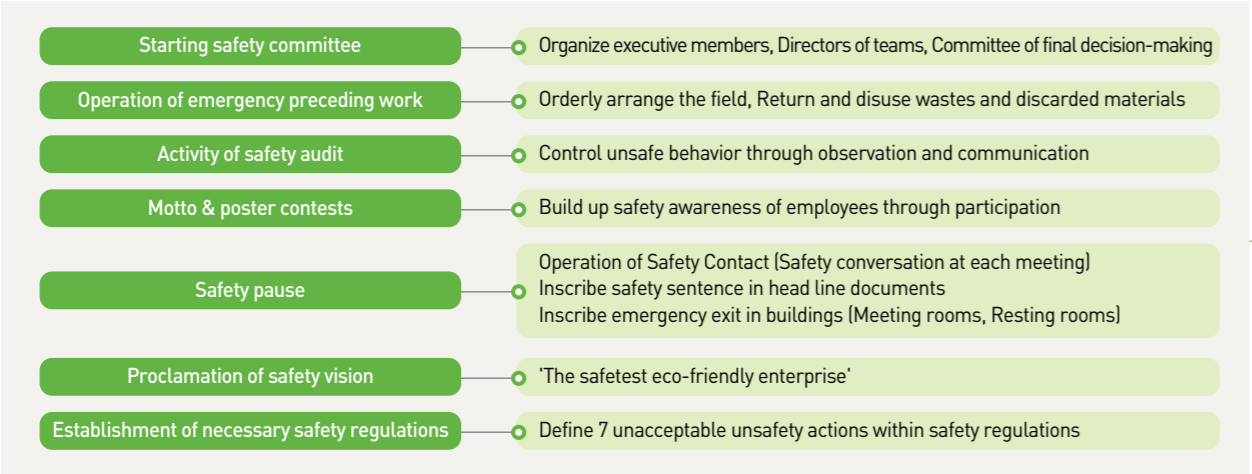 Starting safety committee
Organize executive members, Directors of teams, Committee of final decision-making
Operation of emergency preceding work
Orderly arrange the field, Return and disuse wastes and discarded materials
Activity of safety audit
Control unsafe behavior through observation and communication
Motto & poster contests
Build up safety awareness of employees through participation
Safety pause
Operation of Safety Contact (Safety conversation at each meeting)
Inscribe safety sentence in head line documents
Inscribe emergency exit in buildings (Meeting rooms, Resting rooms)
Proclamation of safety vision
'The safetest eco-friendly enterprise'
Establishment of necessary safety regulations
Define 7 unacceptable unsafety actions within safety regulations